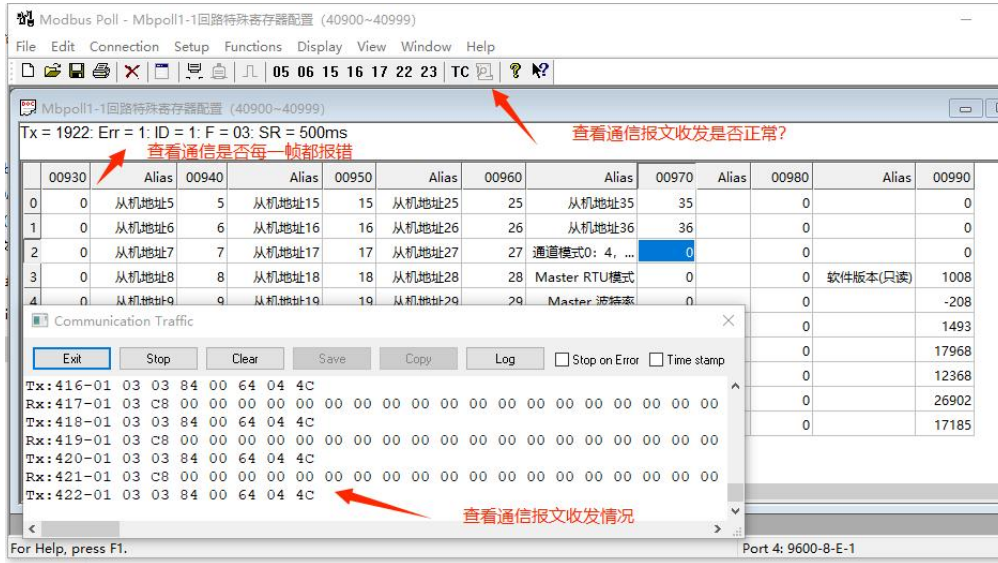 Modbus Poll - Mbpoll1-1回路特殊寄存器配置 (40900~40999)
File Edit Connection Setup Functions Display View Window Help
05 06 15 16 17 22 23 TC
Mbpoll1-1回路特殊寄存器配置 (40900~40999)
Tx = 1922: Err = 1: ID = 1: F = 03: SR = 500ms
查看通信报文收发是否正常?
查看通信是否每一帧都报错
00930 Alias 00940 Alias 00950 Alias 00960 Alias 00970 Alias 00980 Alias 00990
0 0 从机地址5 5 从机地址15 15 从机地址25 25 从机地址35 35 0 0
1 0 从机地址6 6 从机地址16 16 从机地址26 26 从机地址36 36 0 0
2 0 从机地址7 7 从机地址17 17 从机地址27 27 通道模式0: 4, ... 0 0 0
3 0 从机地址8 8 从机地址18 18 从机地址28 28 Master RTU模式 0 0 软件版本(只读) 1008
4 0 从机地址9 9 从机地址19 19 从机地址29 29 Master 波特率 0 0 -208
0 1493
0 17968
0 12368
0 26902
0 17185
Communication Traffic
Exit Stop Clear Save Copy Log Stop on Error Time stamp
Tx:416-01 03 03 84 00 64 04 4C
Rx:417-01 03 C8 00 00 00 00 00 00 00 00 00 00 00 00 00 00 00 00 00 00
Tx:418-01 03 03 84 00 64 04 4C
Rx:419-01 03 C8 00 00 00 00 00 00 00 00 00 00 00 00 00 00 00 00 00 00
Tx:420-01 03 03 84 00 64 04 4C
Rx:421-01 03 C8 00 00 00 00 00 00 00 00 00 00 00 00 00 00 00 00 00 00
Tx:422-01 03 03 84 00 64 04 4C
查看通信报文收发情况
For Help, press F1.
Port 4: 9600-8-E-1